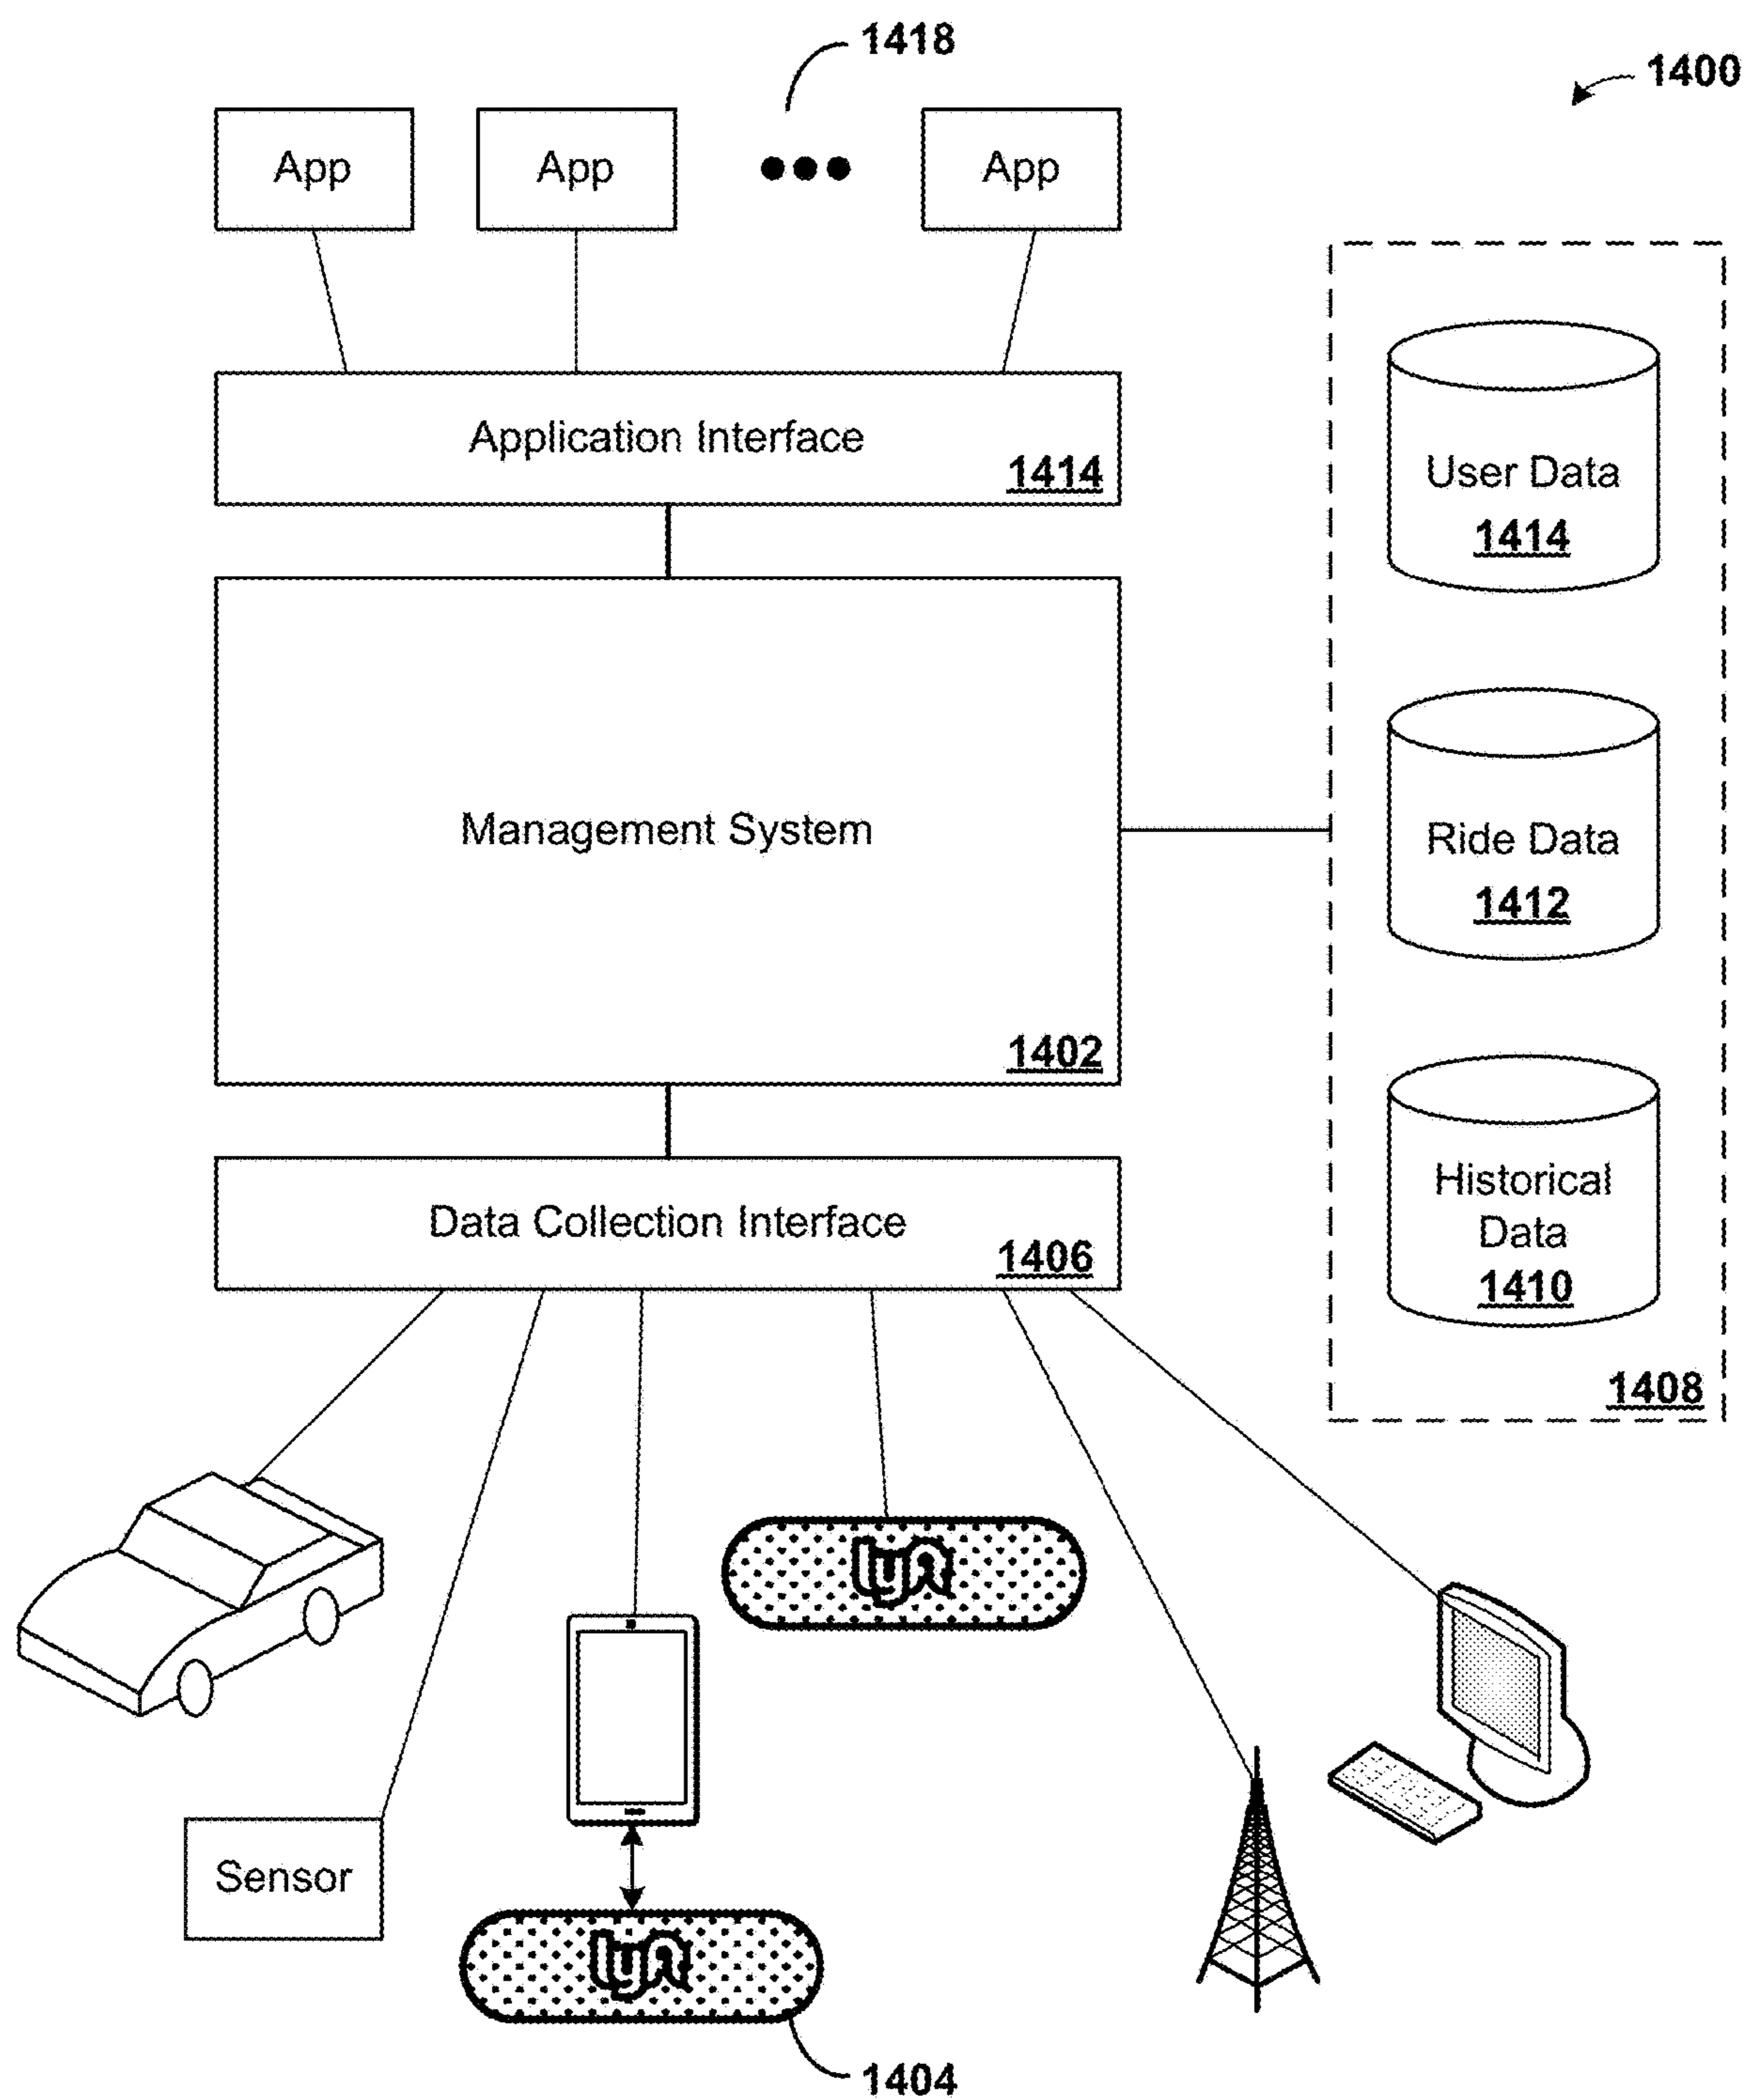 1418
1400
App
App
App
Application Interface
1414
User Data
1414
Management System
1402
Ride Data
1412
Data Collection Interface
1406
Historical
Data
1410
1408
lyft
Sensor
lyft
1404